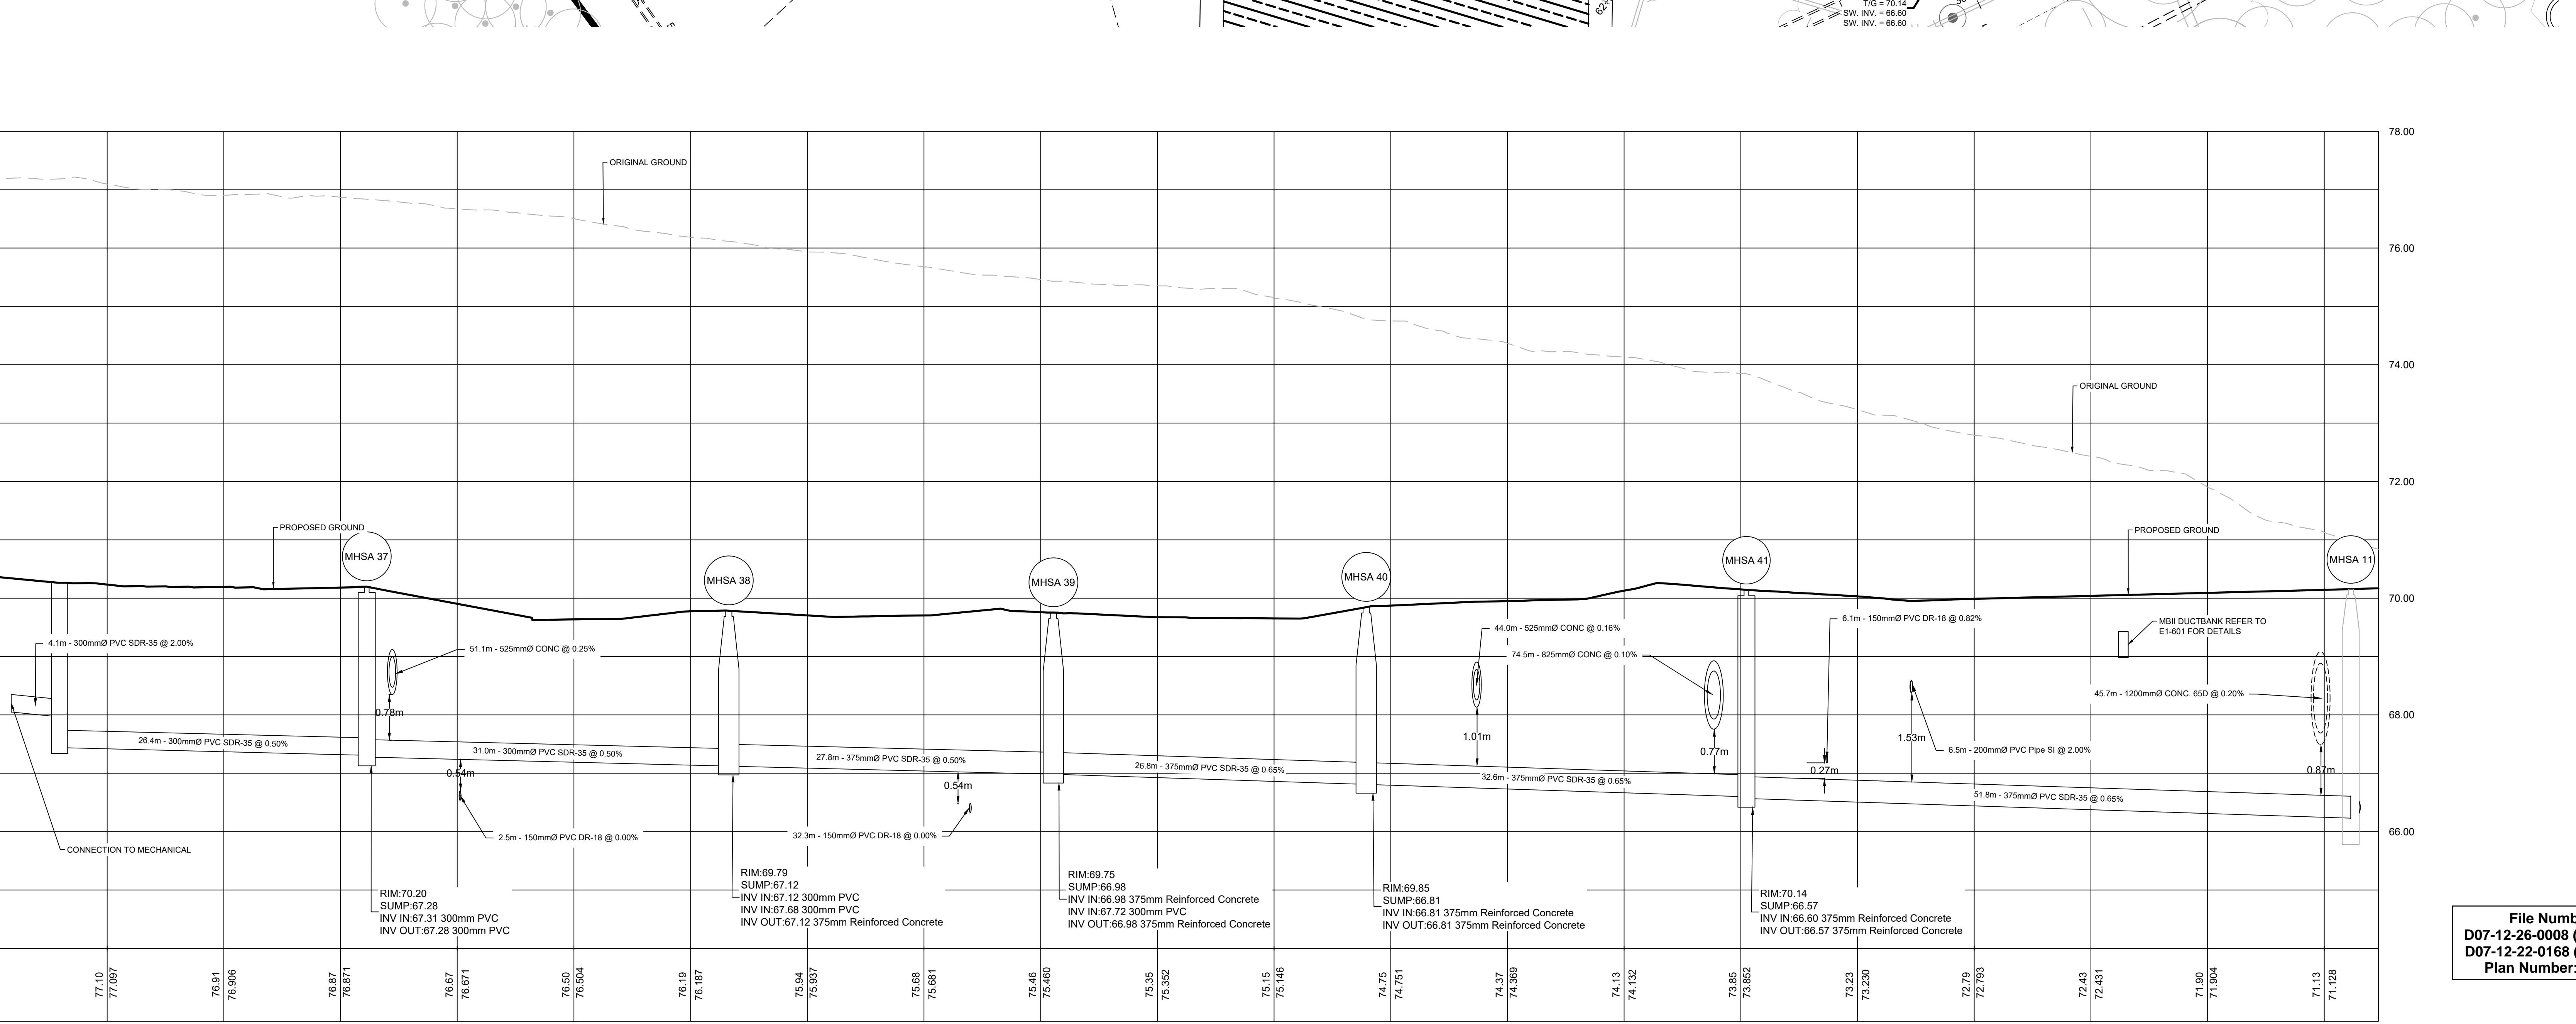 T/G = 70.14
SW. INV. = 66.60
SW. INV. = 66.60
78.00
76.00
74.00
72.00
70.00
68.00
66.00
ORIGINAL GROUND
ORIGINAL GROUND
PROPOSED GROUND
PROPOSED GROUND
MHSA 37
MHSA 38
MHSA 39
MHSA 40
MHSA 41
MHSA 11
4.1m - 300mmØ PVC SDR-35 @ 2.00%
51.1m - 525mmØ CONC @ 0.25%
44.0m - 525mmØ CONC @ 0.16%
74.5m - 825mmØ CONC @ 0.10%
6.1m - 150mmØ PVC DR-18 @ 0.82%
MBII DUCTBANK REFER TO
E1-601 FOR DETAILS
45.7m - 1200mmØ CONC. 65D @ 0.20%
0.78m
26.4m - 300mmØ PVC SDR-35 @ 0.50%
31.0m - 300mmØ PVC SDR-35 @ 0.50%
27.8m - 375mmØ PVC SDR-35 @ 0.50%
26.8m - 375mmØ PVC SDR-35 @ 0.65%
32.6m - 375mmØ PVC SDR-35 @ 0.65%
51.8m - 375mmØ PVC SDR-35 @ 0.65%
1.01m
0.77m
1.53m
6.5m - 200mmØ PVC Pipe SI @ 2.00%
0.54m
0.54m
0.27m
0.87m
2.5m - 150mmØ PVC DR-18 @ 0.00%
32.3m - 150mmØ PVC DR-18 @ 0.00%
CONNECTION TO MECHANICAL
RIM:70.20
SUMP:67.28
INV IN:67.31 300mm PVC
INV OUT:67.28 300mm PVC
RIM:69.79
SUMP:67.12
INV IN:67.12 300mm PVC
INV IN:67.68 300mm PVC
INV OUT:67.12 375mm Reinforced Concrete
RIM:69.75
SUMP:66.98
INV IN:66.98 375mm Reinforced Concrete
INV IN:67.72 300mm PVC
INV OUT:66.98 375mm Reinforced Concrete
RIM:69.85
SUMP:66.81
INV IN:66.81 375mm Reinforced Concrete
INV OUT:66.81 375mm Reinforced Concrete
RIM:70.14
SUMP:66.57
INV IN:66.60 375mm Reinforced Concrete
INV OUT:66.57 375mm Reinforced Concrete
77.10
77.097
76.91
76.906
76.87
76.871
76.67
76.671
76.50
76.504
76.19
76.187
75.94
75.937
75.68
75.681
75.46
75.460
75.35
75.352
75.15
75.146
74.75
74.751
74.37
74.369
74.13
74.132
73.85
73.852
73.23
73.230
72.79
72.793
72.43
72.431
71.90
71.904
71.13
71.128
File Numb
D07-12-26-0008 (
D07-12-22-0168 (
Plan Number: